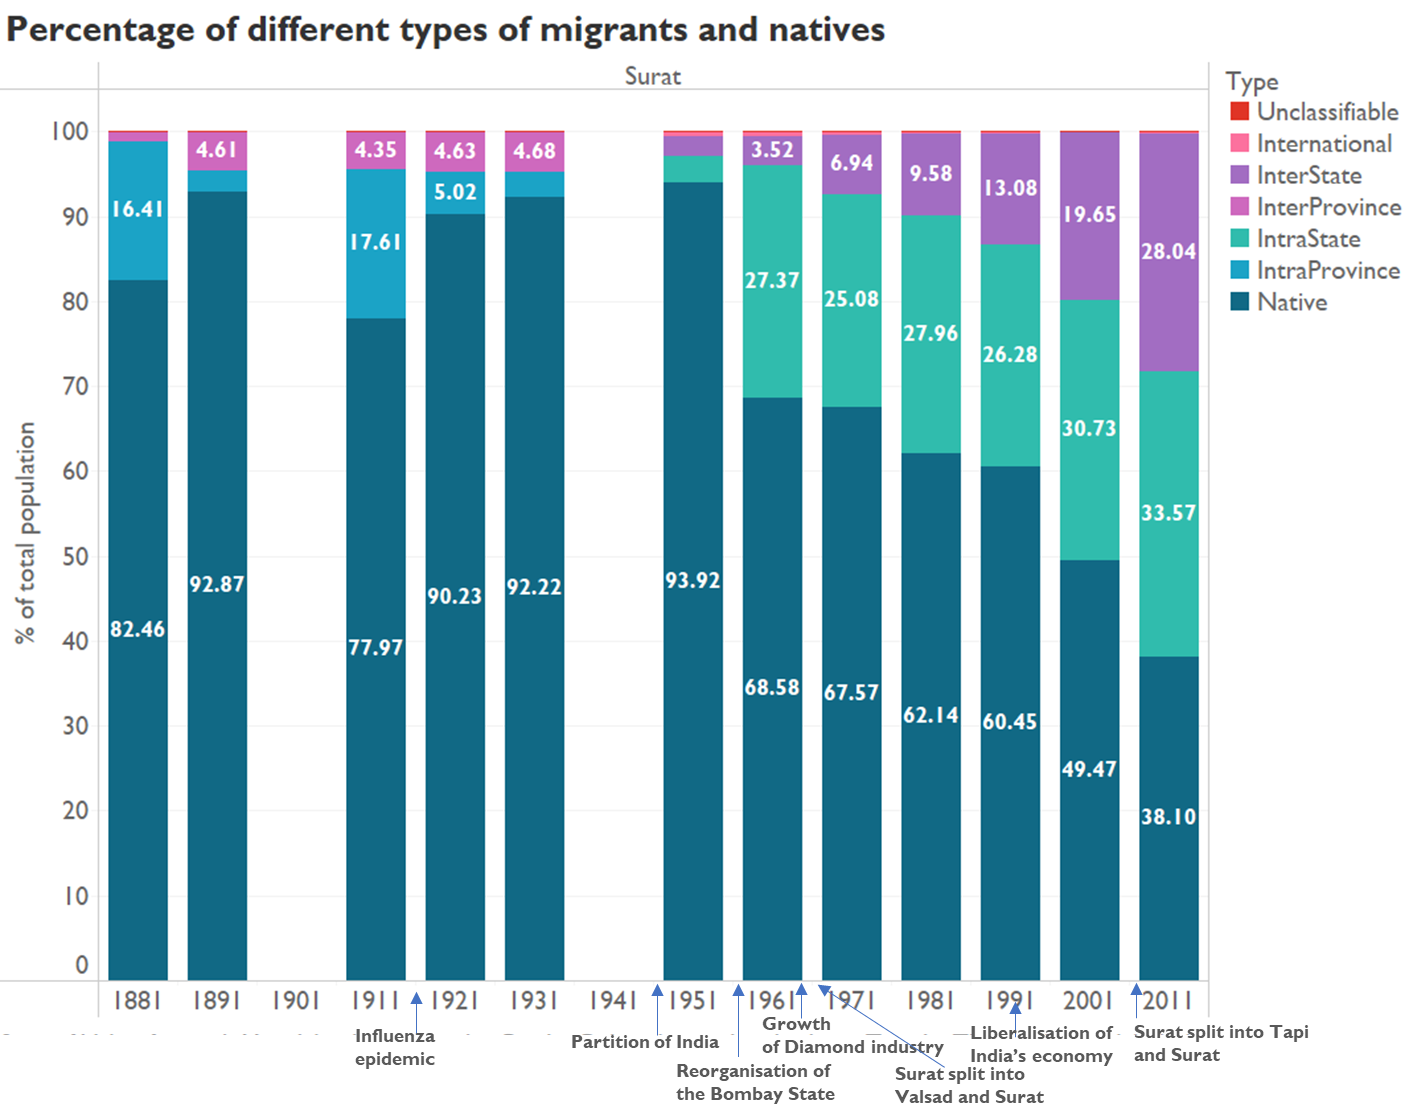 Percentage of different types of migrants and natives
Surat
Type
Unclassifiable
International
InterState
InterProvince
IntraState
IntraProvince
Native
% of total population
100
90
80
70
60
50
40
30
20
10
0
16.41
82.46
4.61
92.87
4.35
17.61
77.97
4.63
5.02
90.23
4.68
92.22
93.92
3.52
27.37
68.58
6.94
25.08
67.57
9.58
27.96
62.14
13.08
26.28
60.45
19.65
30.73
49.47
28.04
33.57
38.10
1881 1891 1901 1911 1921 1931 1941 1951 1961 1971 1981 1991 2001 2011
Influenza
epidemic
Partition of India
Reorganisation of
the Bombay State
Growth
of Diamond industry
Surat split into
Valsad and Surat
Liberalisation of
India's economy
Surat split into Tapi
and Surat